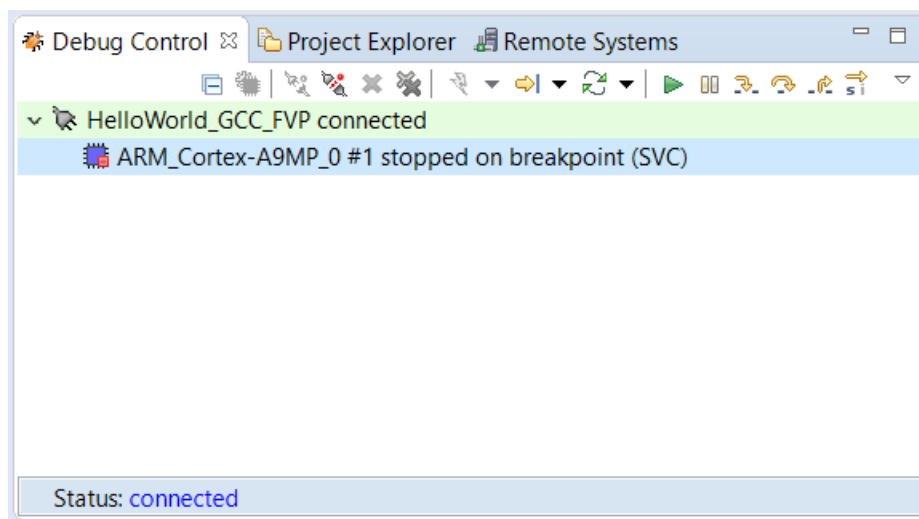 Debug Control Project Explorer Remote Systems
s i
HelloWorld_GCC_FVP connected
ARM_Cortex-A9MP_0 #1 stopped on breakpoint (SVC)
Status: connected